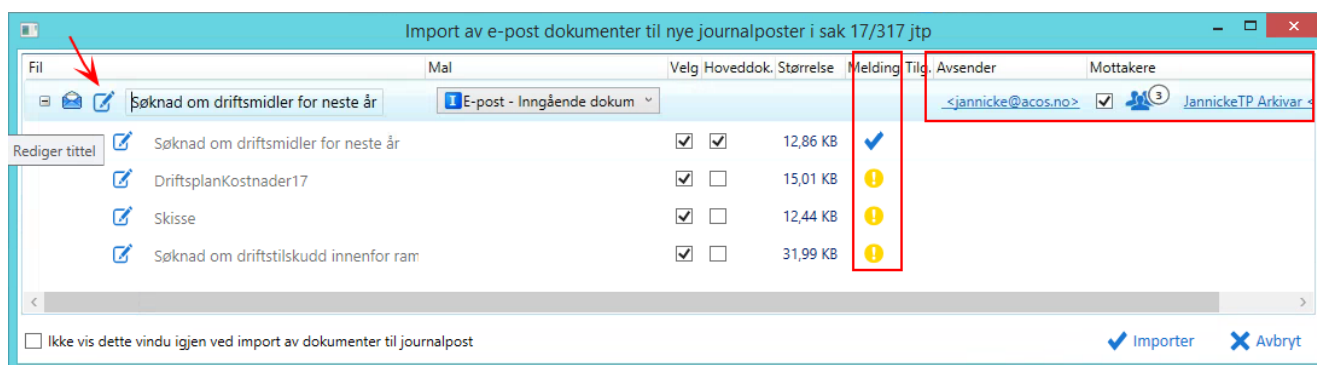 Import av e-post dokumenter til nye journalposter i sak 17/317 jtp
Fil Mal Velg Hoveddok. Størrelse Melding Tilg. Avsender Mottakere
Søknad om driftsmidler for neste år I E-post - Inngående dokum <jannicke@acos.no> 3 JannickeTP Arkivar <
Rediger tittel
Søknad om driftsmidler for neste år 12,86 KB
DriftsplanKostnader17 15,01 KB
Skisse 12,44 KB
Søknad om driftstilskudd innenfor ram 31,99 KB
Ikke vis dette vindu igjen ved import av dokumenter til journalpost Importer Avbryt